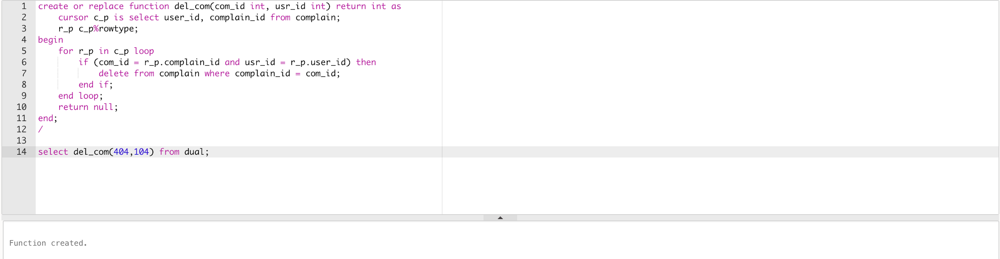 1 create or replace function del_com(com_id int, usr_id int) return int as
2 cursor c_p is select user_id, complain_id from complain;
3 r_p c_p%rowtype;
4 begin
5 for r_p in c_p loop
6 if (com_id = r_p.complain_id and usr_id = r_p.user_id) then
7 delete from complain where complain_id = com_id;
8 end if;
9 end loop;
10 return null;
11 end;
12 /
13
14 select del_com(404,104) from dual;
Function created.